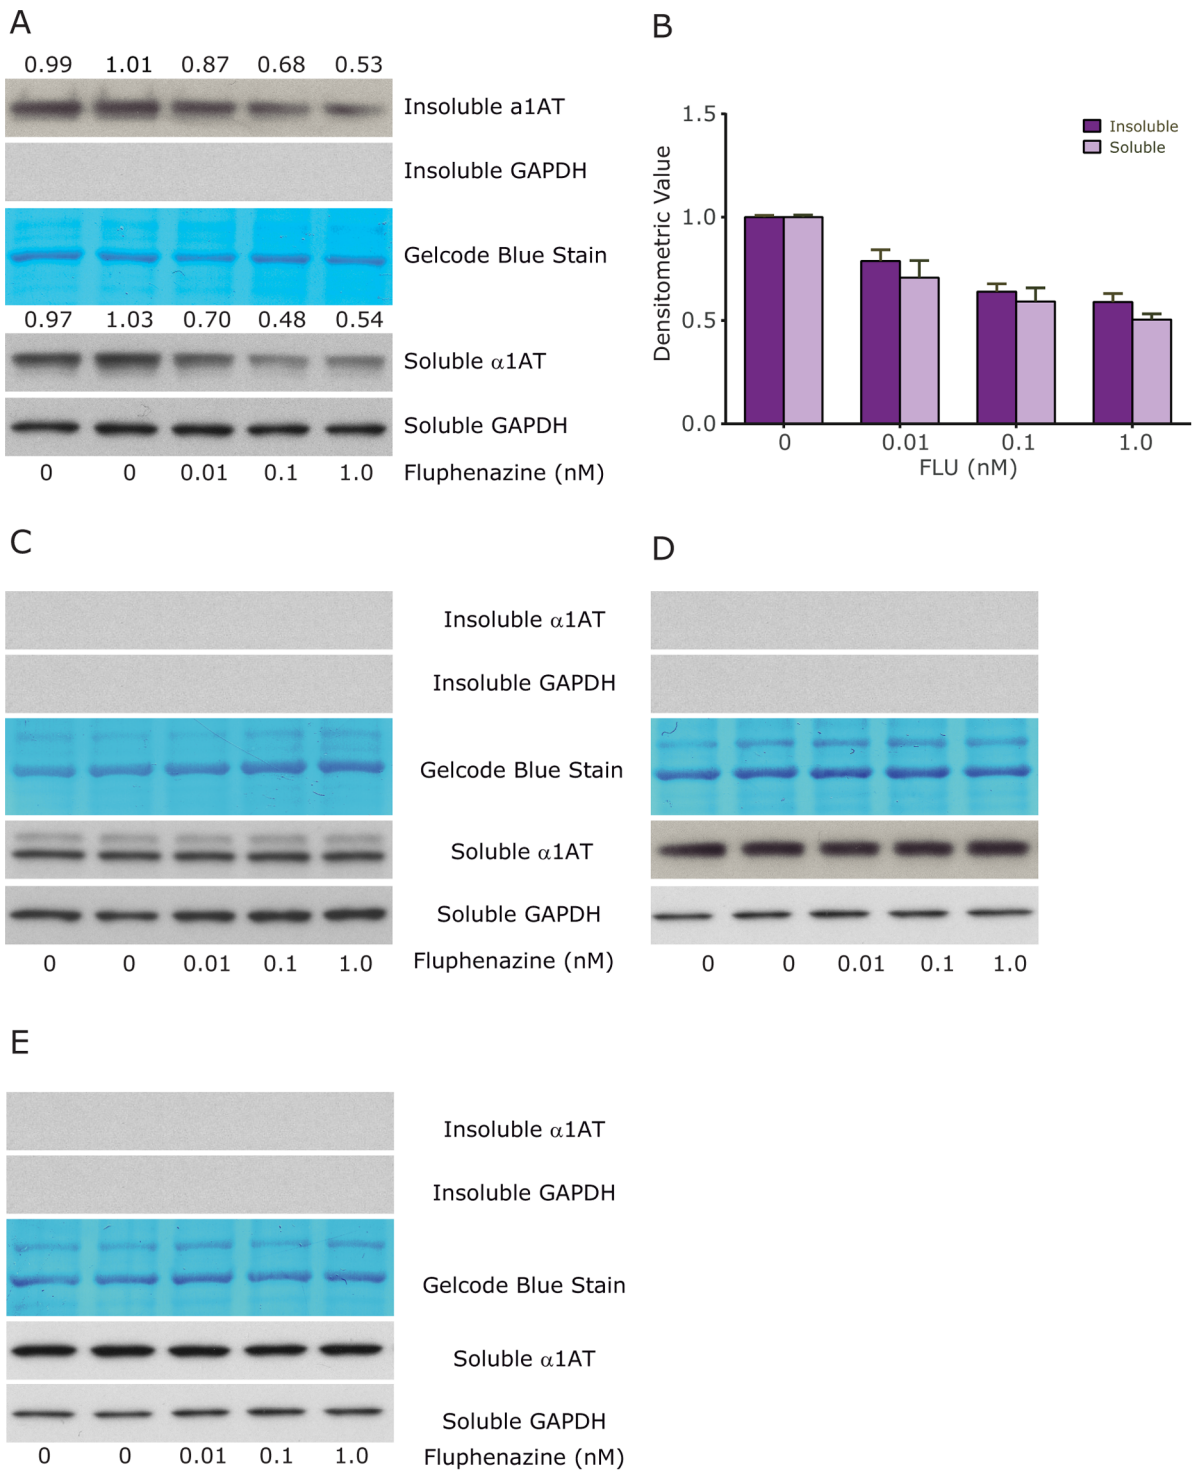 A
0.99 1.01 0.87 0.68 0.53
Insoluble a1AT
Insoluble GAPDH
Gelcode Blue Stain
0.97 1.03 0.70 0.48 0.54
Soluble α1AT
Soluble GAPDH
0 0 0.01 0.1 1.0 Fluphenazine (nM)
B
Densitometric Value
1.5
1.0
0.5
0.0
Insoluble
Soluble
0 0.01 0.1 1.0
FLU (nM)
C
Insoluble α1AT
Insoluble GAPDH
Gelcode Blue Stain
Soluble α1AT
Soluble GAPDH
0 0 0.01 0.1 1.0 Fluphenazine (nM)
D
0 0 0.01 0.1 1.0
E
Insoluble α1AT
Insoluble GAPDH
Gelcode Blue Stain
Soluble α1AT
Soluble GAPDH
0 0 0.01 0.1 1.0 Fluphenazine (nM)